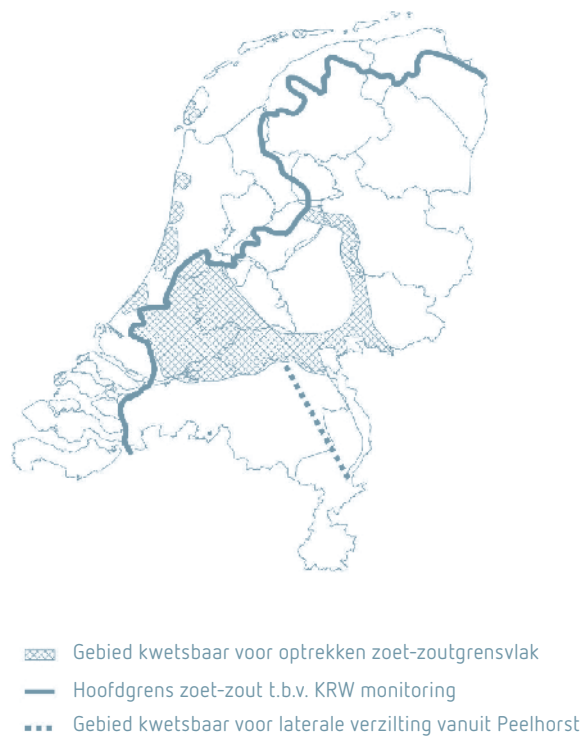 Gebied kwetsbaar voor optrekken zoet-zoutgrensvlak
Hoofdgrens zoet-zout t.b.v. KRW monitoring
Gebied kwetsbaar voor laterale verzilting vanuit Peelhorst